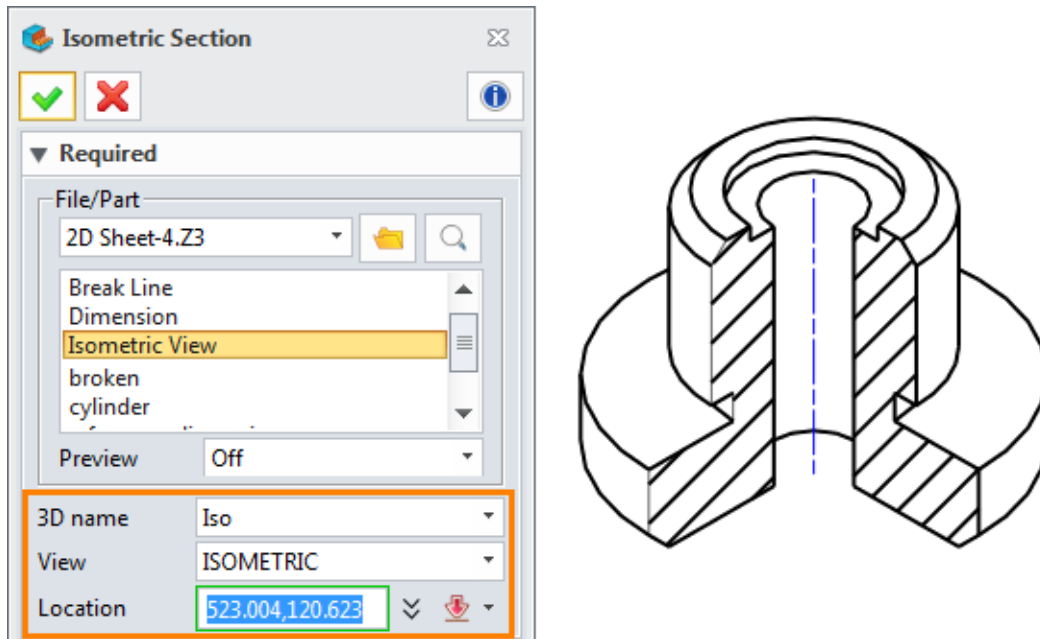 Isometric Section
Required
File/Part
2D Sheet-4.Z3
Break Line
Dimension
Isometric View
broken
cylinder
Preview Off
3D name Iso
View ISOMETRIC
Location 523.004,120.623